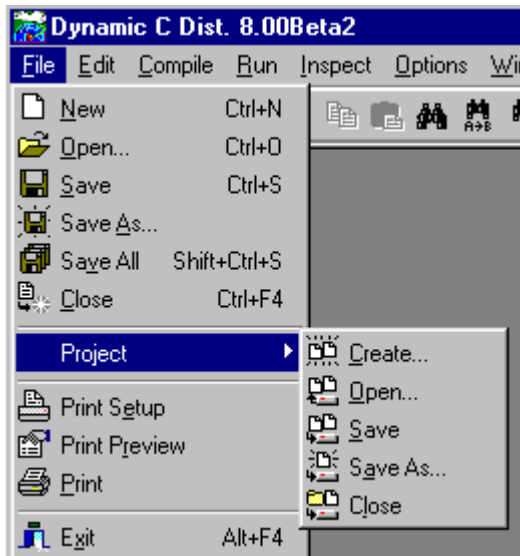 Dynamic C Dist. 8.00Beta2
File Edit Compile Run Inspect Options
New Ctrl+N
Open... Ctrl+O
Save Ctrl+S
Save As...
Save All Shift+Ctrl+S
Close Ctrl+F4
Project
Create...
Open...
Save
Save As...
Close
Print Setup
Print Preview
Print
Exit Alt+F4
A→B